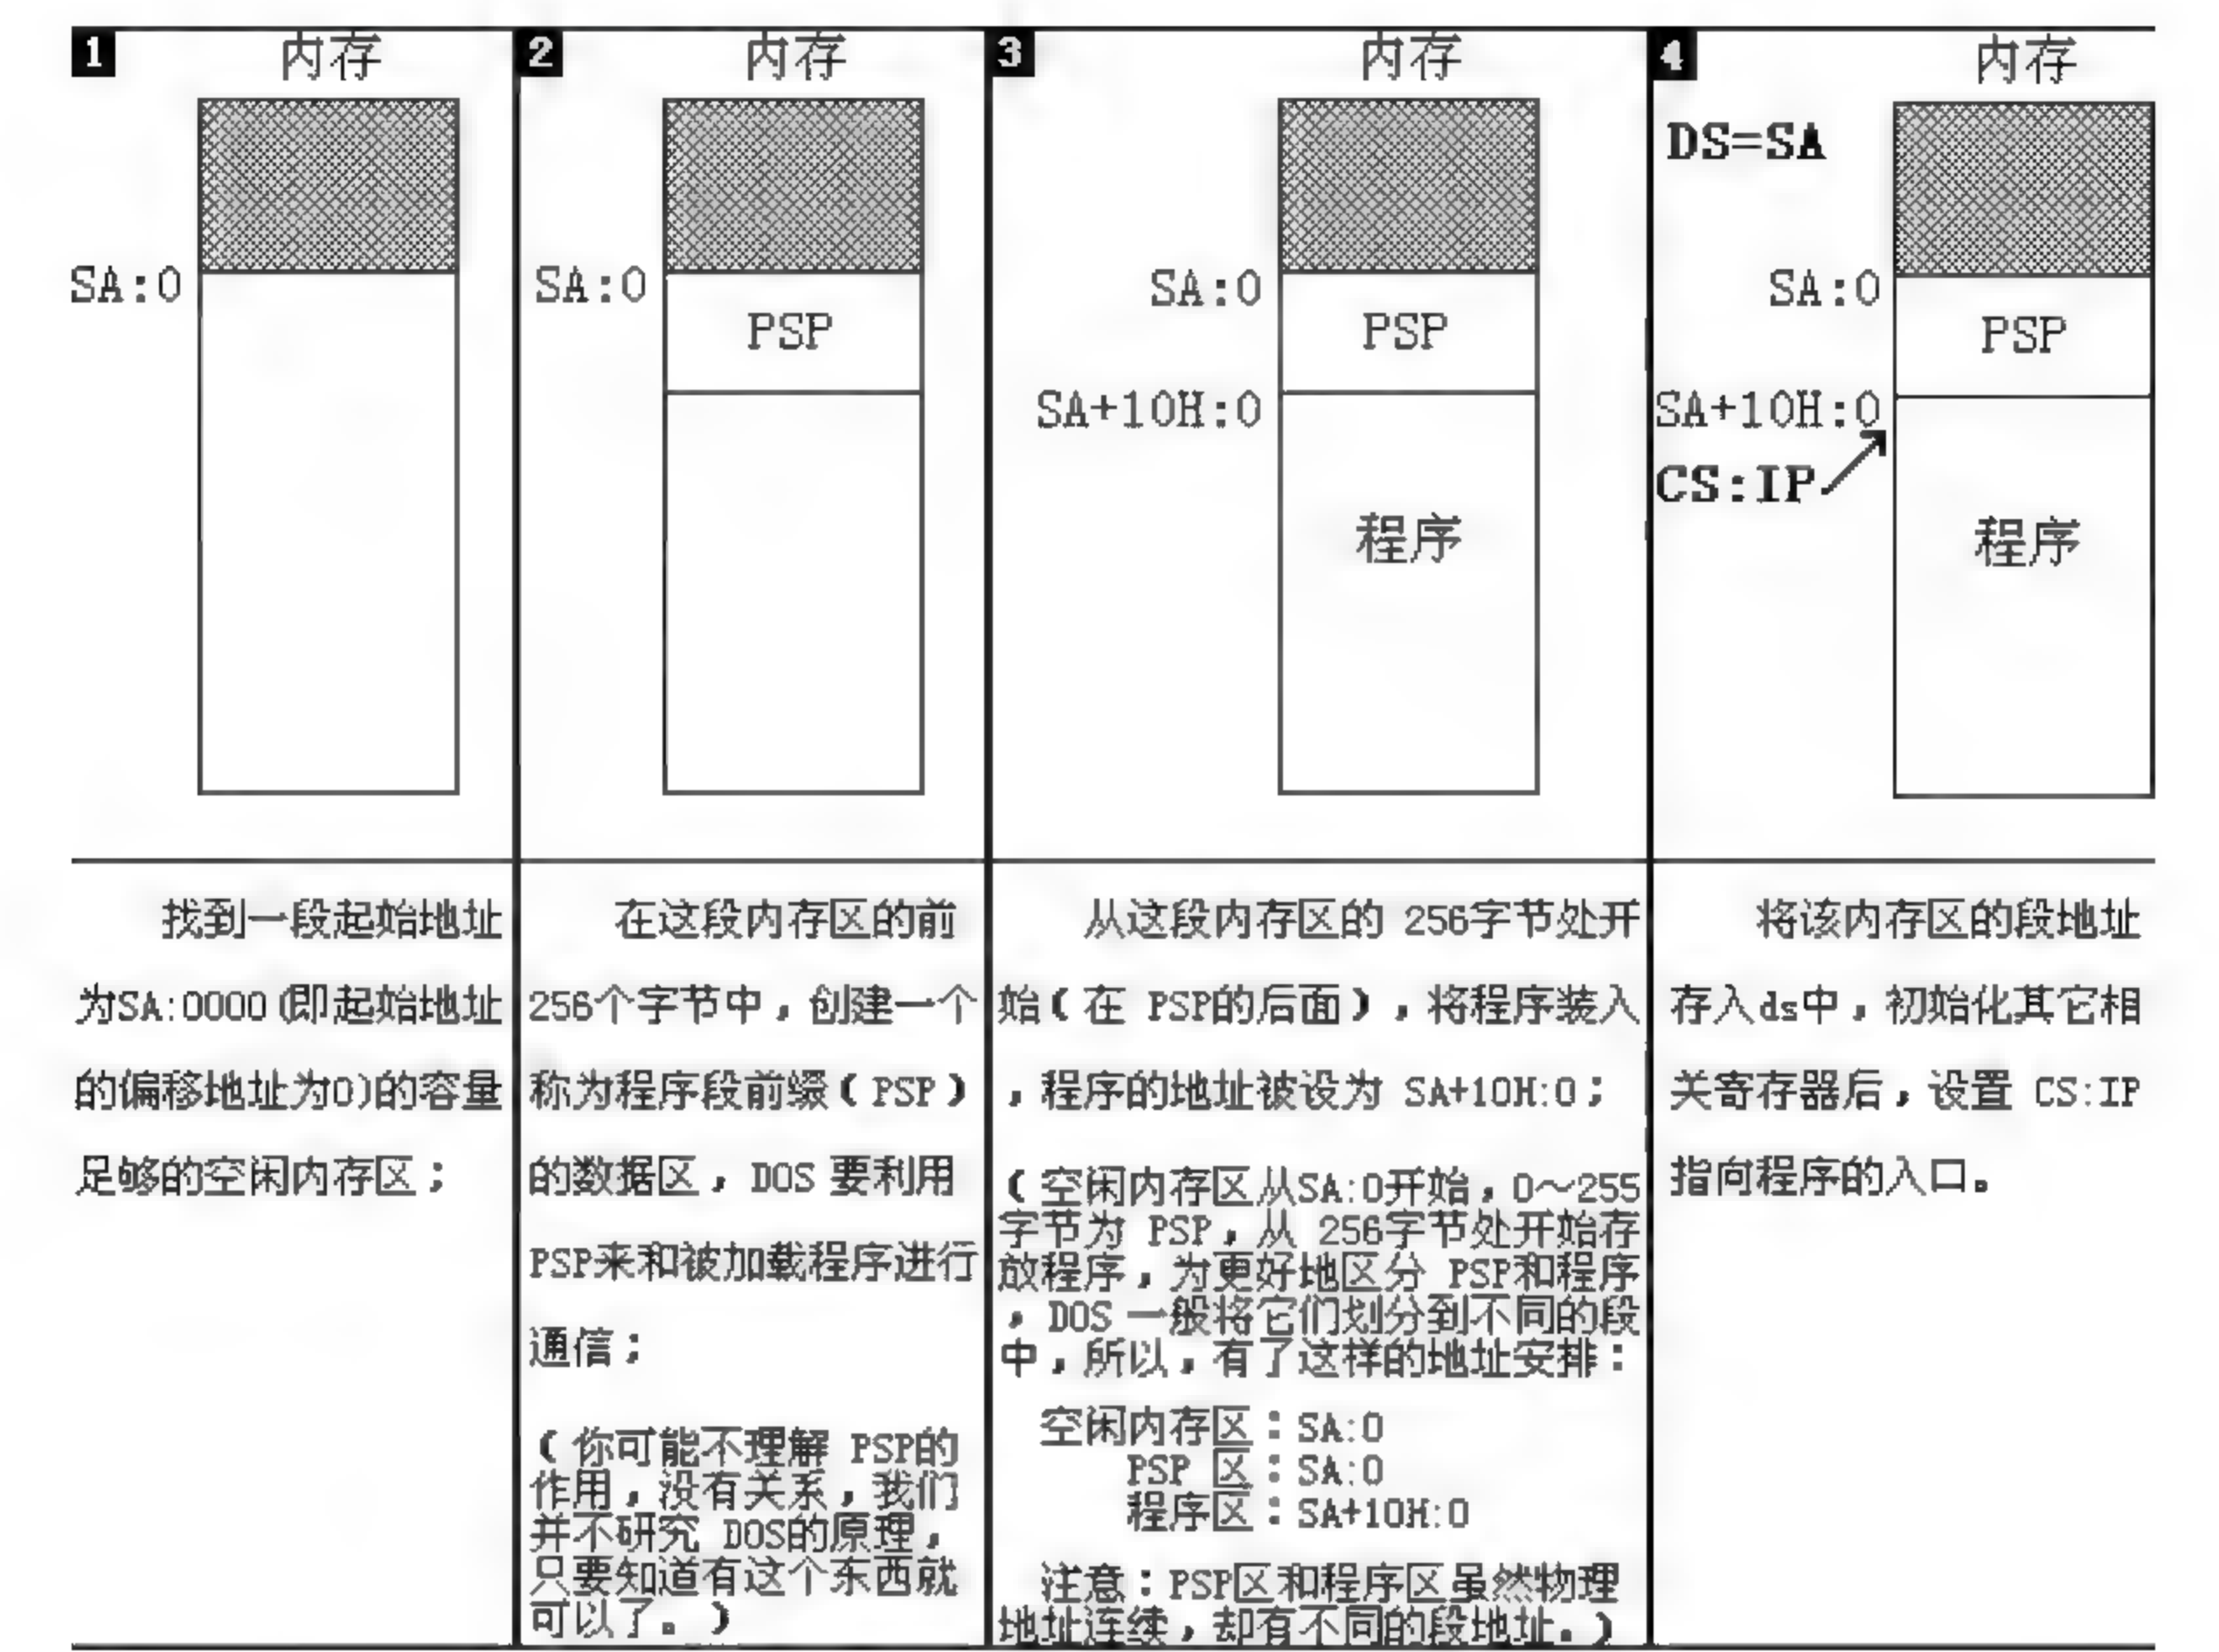 1
内存
SA:0
找到一段起始地址
为SA:0000(即起始地址
的偏移地址为0)的容量
足够的空闲内存区；
2
内存
SA:0
PSP
在这段内存区的前
256个字节中，创建一个
称为程序段前缀（PSP）
的数据区，DOS 要利用
PSP来和被加载程序进行
通信；
（你可能不理解 PSP的
作用，没有关系，我们
并不研究 DOS的原理，
只要知道有这个东西就
可以了。）
3
内存
SA:0
PSP
SA+10H:0
程序
从这段内存区的 256字节处开
始（在 PSP的后面），将程序装入
，程序的地址被设为 SA+10H:0；
（空闲内存区从SA:0开始，0～255
字节为 PSP，从 256字节处开始存
放程序，为更好地区分 PSP和程序
，DOS 一般将它们划分到不同的段
中，所以，有了这样的地址安排：
空闲内存区：SA:0
PSP 区：SA:0
程序区：SA+10H:0
注意：PSP区和程序区虽然物理
地址连续，却有不同的段地址。）
4
内存
DS=SA
SA:0
PSP
SA+10H:0
CS:IP
程序
将该内存区的段地址
存入ds中，初始化其它相
关寄存器后，设置 CS:IP
指向程序的入口。